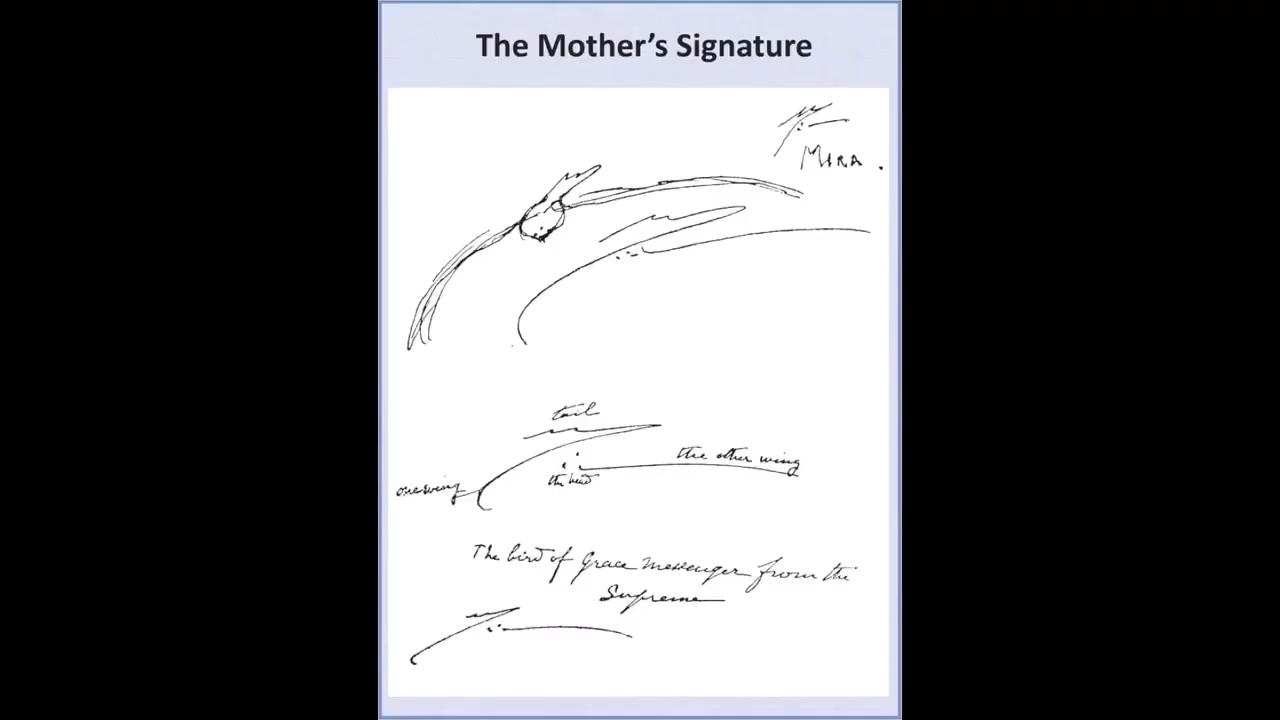 The Mother's Signature
MIRA.
tail
the other wing
one wing
the head
The bird of Grace messenger from the
Supreme